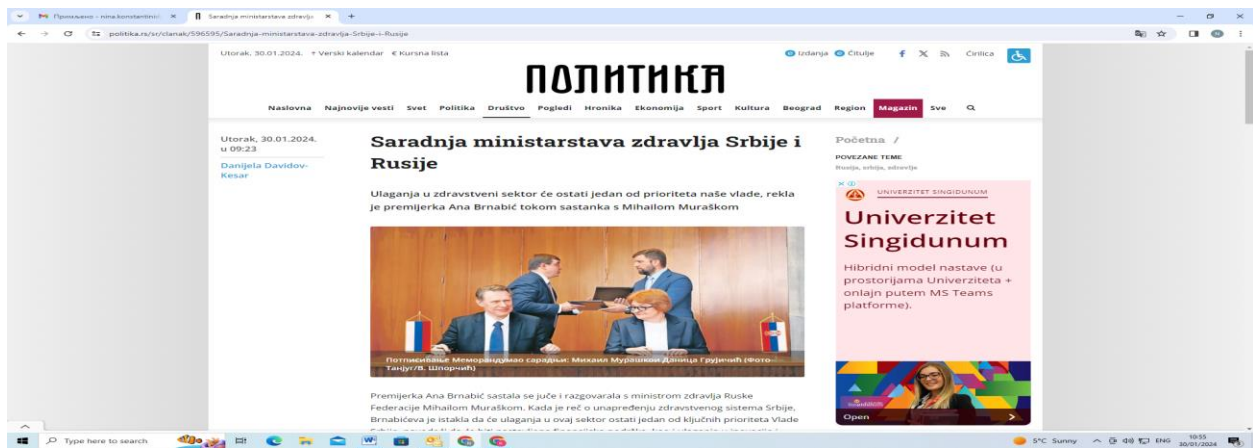 Примљено - nina.konstantini
Saradnja ministarstava zdravlja
politika.rs/sr/clanak/596595/Saradnja-ministarstava-zdravlja-Srbije-i-Rusije
Utorak, 30.01.2024. Verski kalendar € Kursna lista
Izdanja Čitulje Ćirilica
ПОЛИТИКА
Naslovna Najnovije vesti Svet Politika Društvo Pogledi Hronika Ekonomija Sport Kultura Beograd Region Magazin Sve
Utorak, 30.01.2024.
u 09:23
Danijela Davidov-
Kesar
Saradnja ministarstava zdravlja Srbije i
Rusije
Ulaganja u zdravstveni sektor će ostati jedan od prioriteta naše vlade, rekla
je premijerka Ana Brnabić tokom sastanka s Mihailom Muraškom
Потписивање Меморандумао сарадњи: Михаил Мурашкои Даница Грујичић (Фото
Танјуг/В. Шпорчић)
Premijerka Ana Brnabić sastala se juče i razgovarala s ministrom zdravlja Ruske
Federacije Mihailom Muraškom. Kada je reč o unapređenju zdravstvenog sistema Srbije,
Brnabićeva je istakla da će ulaganja u ovaj sektor ostati jedan od ključnih prioriteta Vlade
Početna /
POVEZANE TEME
Rusija, srbija, zdravlje
UNIVERZITET SINGIDUNUM
Univerzitet
Singidunum
Hibridni model nastave (u
prostorijama Univerziteta +
onlajn putem MS Teams
platforme).
Open
Type here to search
5°C Sunny ENG
10:55
30/01/2024